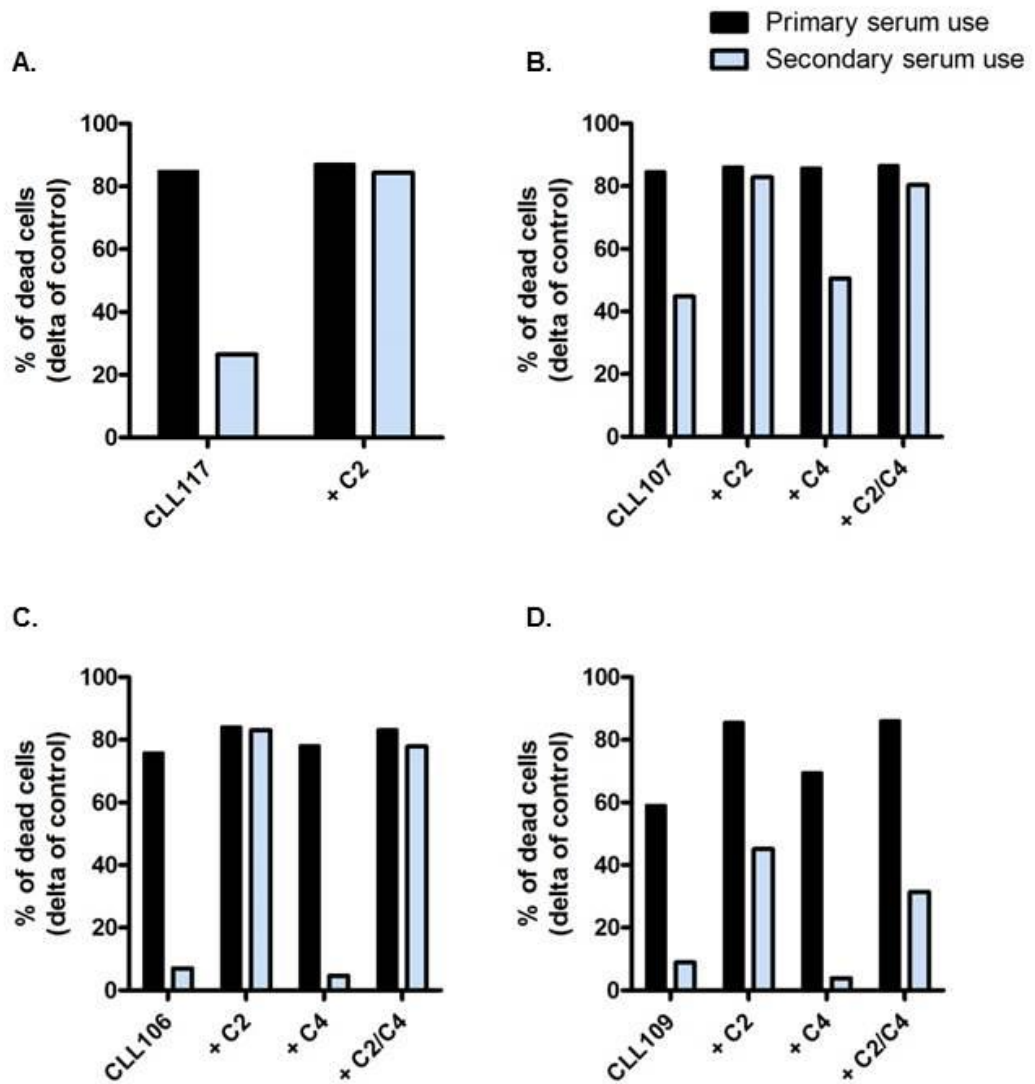 Primary serum use
Secondary serum use
A.
% of dead cells
(delta of control)
100
80
60
40
20
0
CLL117
+ C2
B.
% of dead cells
(delta of control)
100
80
60
40
20
0
CLL107
+ C2
+ C4
+ C2/C4
C.
% of dead cells
(delta of control)
100
80
60
40
20
0
CLL106
+ C2
+ C4
+ C2/C4
D.
% of dead cells
(delta of control)
100
80
60
40
20
0
CLL109
+ C2
+ C4
+ C2/C4